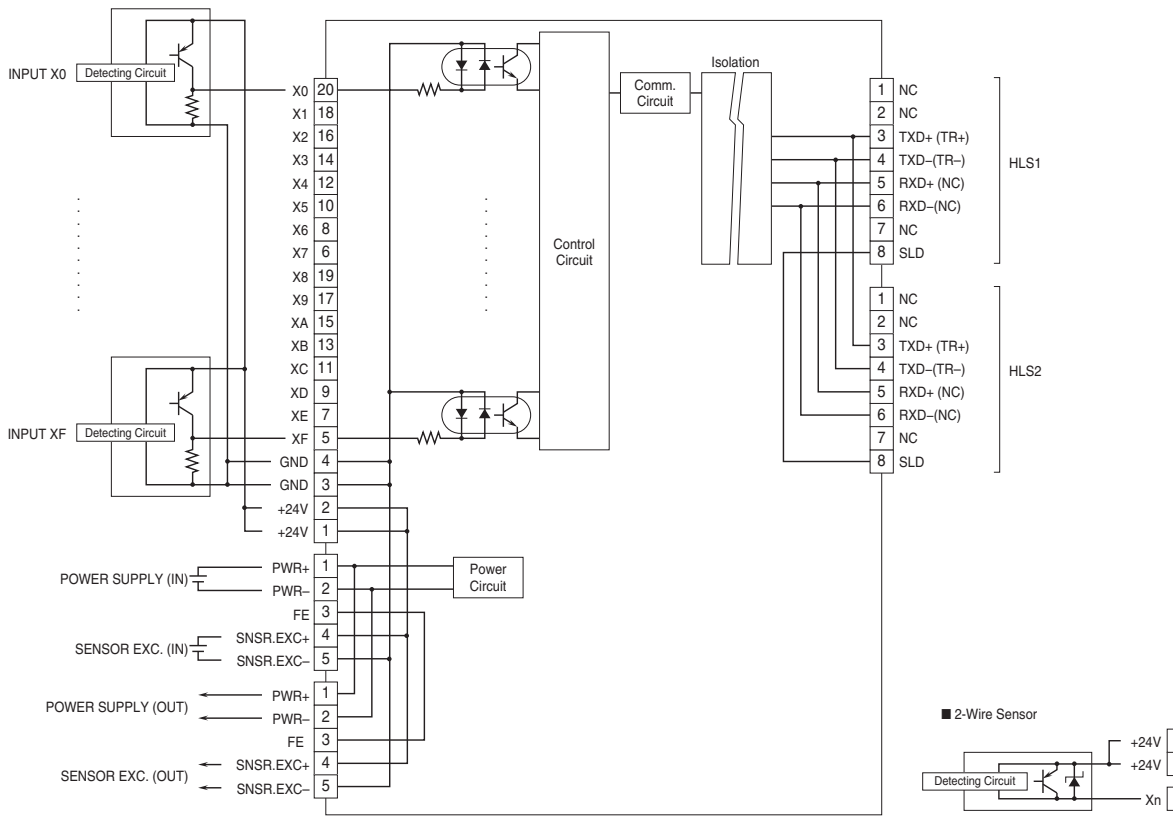 INPUT X0
Detecting Circuit
X0 20
X1 18
X2 16
X3 14
X4 12
X5 10
X6 8
X7 6
X8 19
X9 17
XA 15
XB 13
XC 11
XD 9
XE 7
XF 5
GND 4
GND 3
+24V 2
+24V 1
INPUT XF
Detecting Circuit
POWER SUPPLY (IN)
PWR+ 1
PWR– 2
FE 3
SENSOR EXC. (IN)
SNSR.EXC+ 4
SNSR.EXC– 5
POWER SUPPLY (OUT)
PWR+ 1
PWR– 2
FE 3
SENSOR EXC. (OUT)
SNSR.EXC+ 4
SNSR.EXC– 5
Control
Circuit
Power
Circuit
Comm.
Circuit
Isolation
1 NC
2 NC
3 TXD+ (TR+)
4 TXD–(TR–)
5 RXD+ (NC)
6 RXD–(NC)
7 NC
8 SLD
HLS1
1 NC
2 NC
3 TXD+ (TR+)
4 TXD–(TR–)
5 RXD+ (NC)
6 RXD–(NC)
7 NC
8 SLD
HLS2
■ 2-Wire Sensor
Detecting Circuit
+24V
+24V
Xn